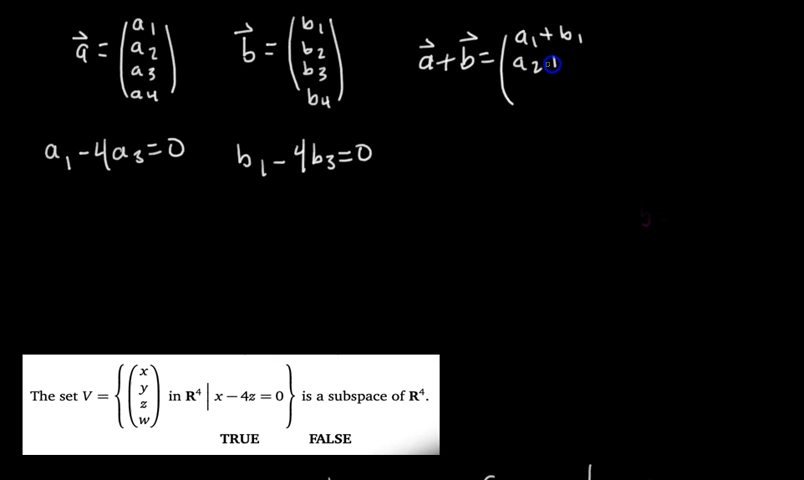 a⃗ = (a1 a2 a3 a4) b⃗ = (b1 b2 b3 b4) a⃗ + b⃗ = (a1 + b1
a2
a1 - 4a3 = 0 b1 - 4b3 = 0
The set V = { (x y z w) in R⁴ | x − 4z = 0 } is a subspace of R⁴.
TRUE FALSE